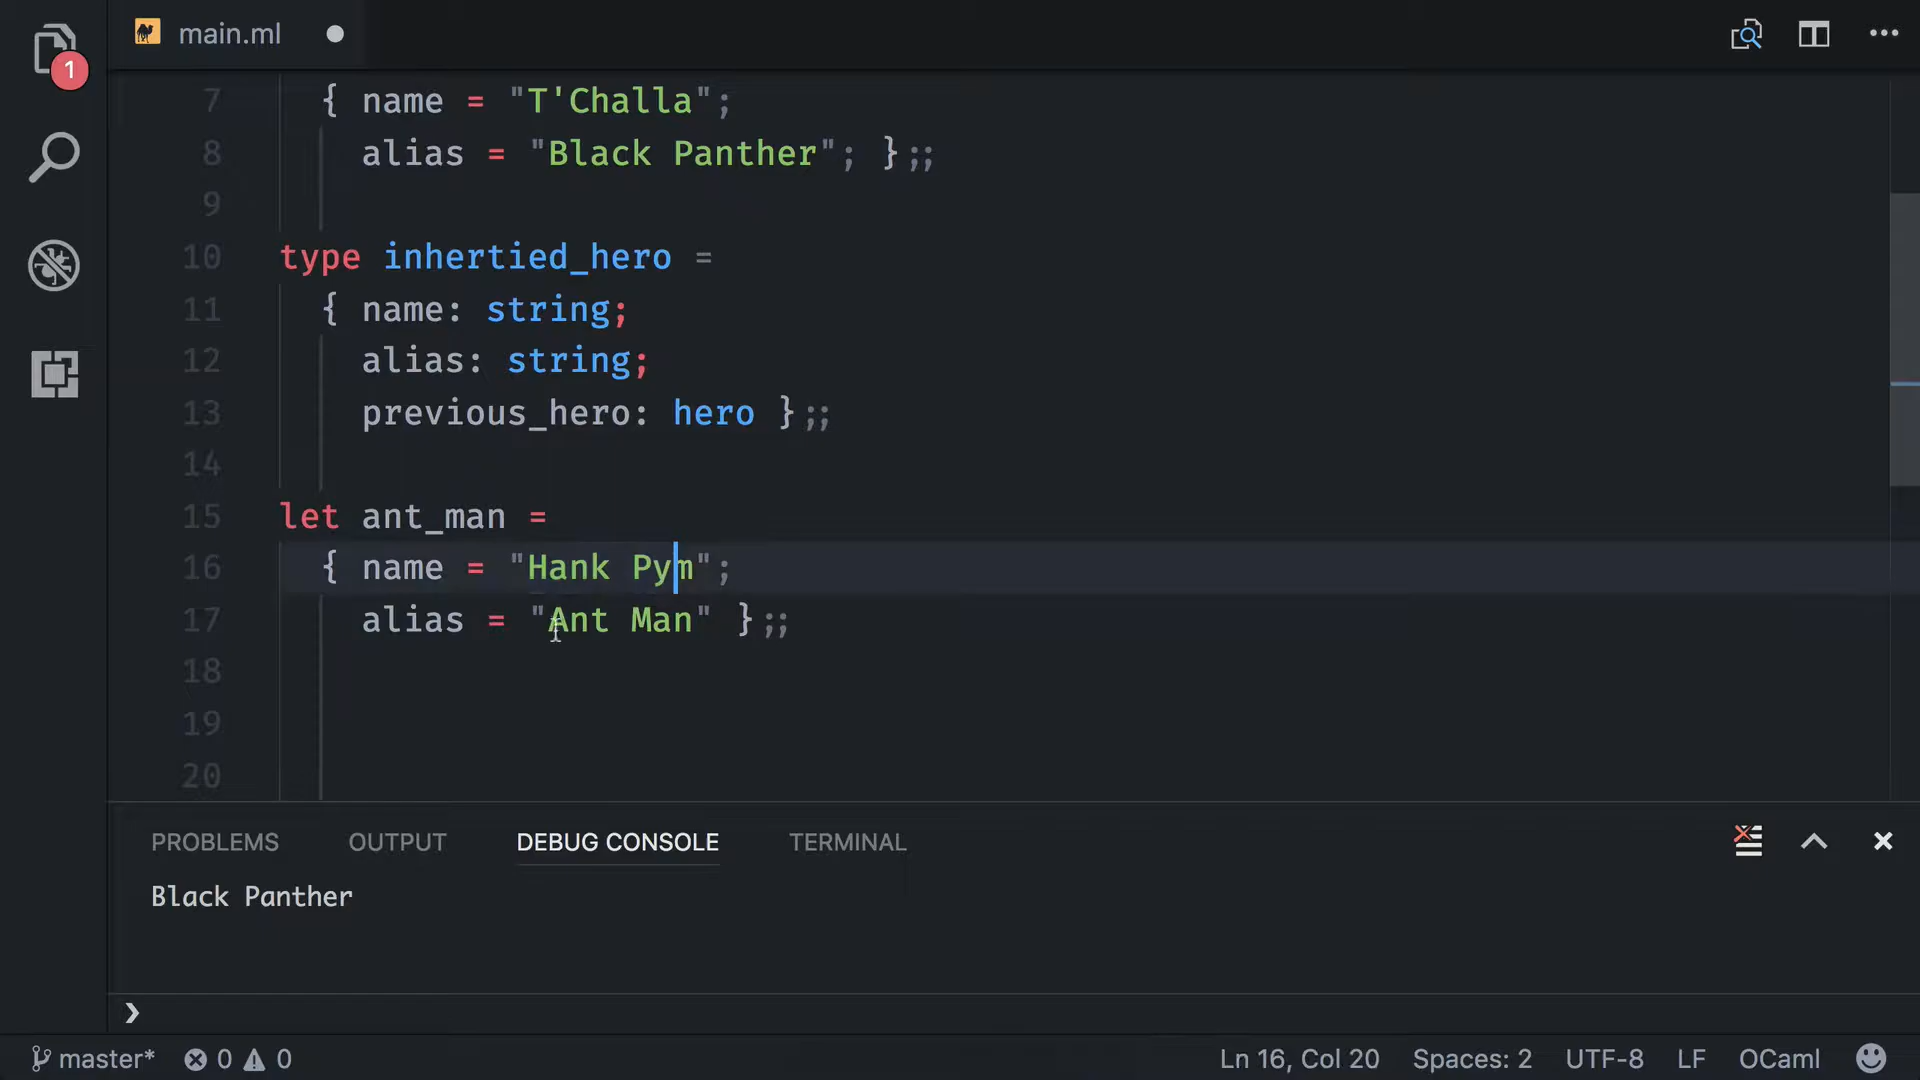 main.ml
1
7 { name = "T'Challa";
8 alias = "Black Panther"; };;
9
10 type inhertied_hero =
11 { name: string;
12 alias: string;
13 previous_hero: hero };;
14
15 let ant_man =
16 { name = "Hank Pym";
17 alias = "Ant Man" };;
18
19
20
PROBLEMS OUTPUT DEBUG CONSOLE TERMINAL
Black Panther
master* 0 0 Ln 16, Col 20 Spaces: 2 UTF-8 LF OCaml